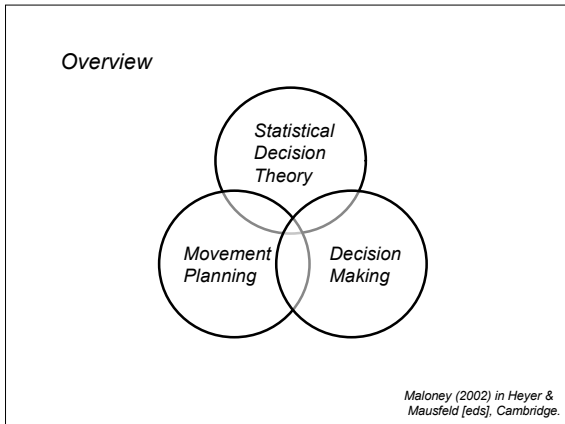 Overview
Statistical
Decision
Theory
Movement
Planning
Decision
Making
Maloney (2002) in Heyer &
Mausfeld [eds], Cambridge.